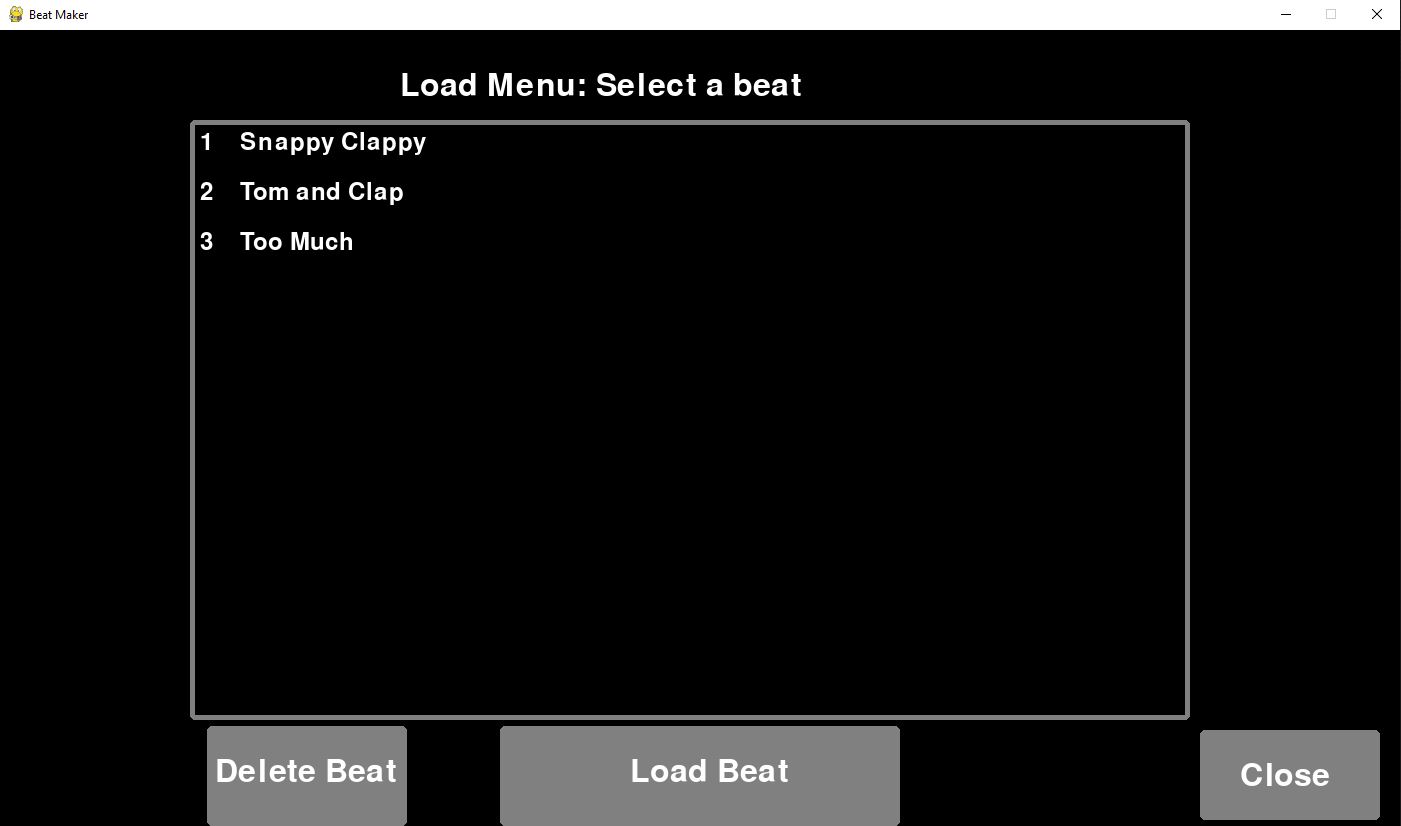 Beat Maker
Load Menu: Select a beat
1 Snappy Clappy
2 Tom and Clap
3 Too Much
Delete Beat
Load Beat
Close